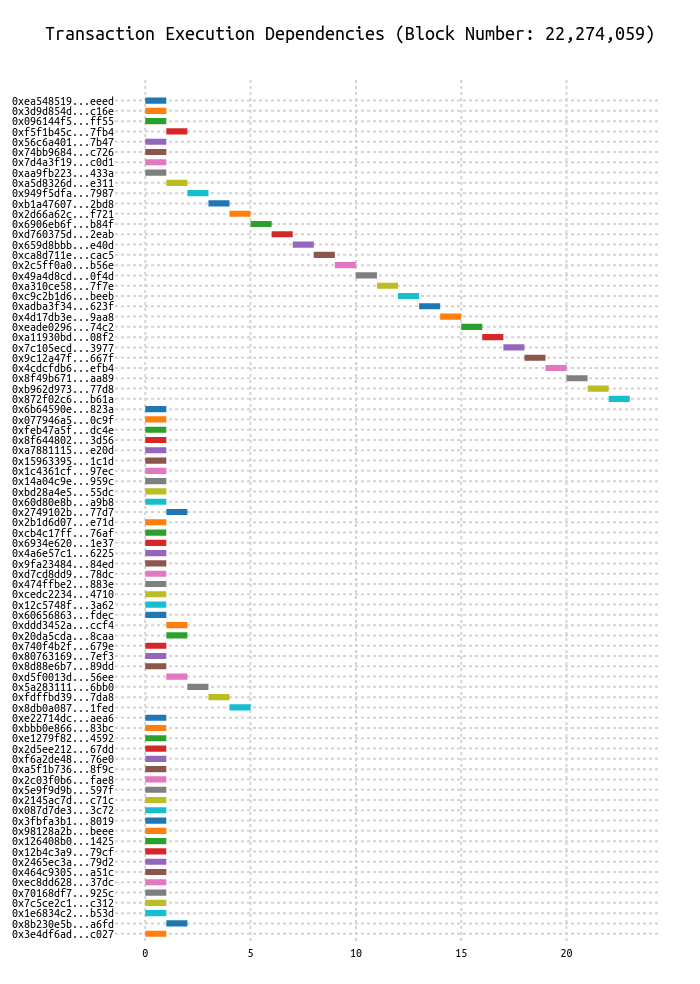 Transaction Execution Dependencies (Block Number: 22,274,059)
0xea548519...eeed
0x3d9d854d...c16e
0x096144f5...ff55
0xf5f1b45c...7fb4
0x56c6a401...7b47
0x74bb9684...c726
0x7d4a3f19...c0d1
0xaa9fb223...433a
0xa5d8326d...e311
0x949f5dfa...7987
0xb1a47607...2bd8
0x2d66a62c...f721
0x6906eb6f...b84f
0xd760375d...2eab
0x659d8bbb...e40d
0xca8d711e...cac5
0x2c5ff0a0...b56e
0x49a4d8cd...0f4d
0xa310ce58...7f7e
0xc9c2b1d6...beeb
0xadba3f34...623f
0x4d17db3e...9aa8
0xeade0296...74c2
0xa11930bd...08f2
0x7c105ecd...3977
0x9c12a47f...667f
0x4cdcfdb6...efb4
0x8f49b671...aa89
0xb962d973...77d8
0x872f02c6...b61a
0x6b64590e...823a
0x077946a5...0c9f
0xfeb47a5f...dc4e
0x8f644802...3d56
0xa7881115...e20d
0x15963395...1c1d
0x1c4361cf...97ec
0x14a04c9e...959c
0xbd28a4e5...55dc
0x60d80e8b...a9b8
0x2749102b...77d7
0x2b1d6d07...e71d
0xcb4c17ff...76af
0x6934e620...1e37
0x4a6e57c1...6225
0x9fa23484...84ed
0xd7cd8dd9...78dc
0x474ffbe2...883e
0xcedc2234...4710
0x12c5748f...3a62
0x60656863...fdec
0xddd3452a...ccf4
0x20da5cda...8caa
0x740f4b2f...679e
0x80763169...7ef3
0x8d88e6b7...89dd
0xd5f0013d...56ee
0x5a283111...6bb0
0xfdffbd39...7da8
0x8db0a087...1fed
0xe22714dc...aea6
0xbbb0e866...83bc
0xe1279f82...4592
0x2d5ee212...67dd
0xf6a2de48...76e0
0xa5f1b736...8f9c
0x2c03f0b6...fae8
0x5e9f9d9b...597f
0x2145ac7d...c71c
0x087d7de3...3c72
0x3fbfa3b1...8019
0x98128a2b...beee
0x126408b0...1425
0x12b4c3a9...79cf
0x2465ec3a...79d2
0x464c9305...a51c
0xec8dd628...37dc
0x70168df7...925c
0x7c5ce2c1...c312
0x1e6834c2...b53d
0x8b230e5b...a6fd
0x3e4df6ad...c027
0 5 10 15 20